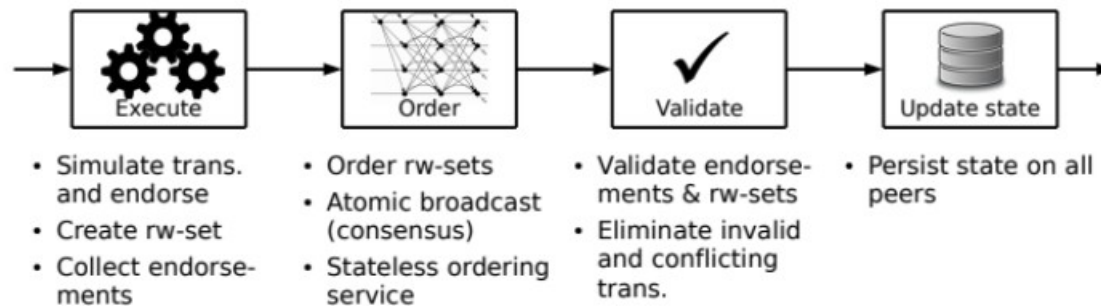 Execute
Order
Validate
Update state
• Simulate trans.
and endorse
• Create rw-set
• Collect endorse-
ments
• Order rw-sets
• Atomic broadcast
(consensus)
• Stateless ordering
service
• Validate endorse-
ments & rw-sets
• Eliminate invalid
and conflicting
trans.
• Persist state on all
peers